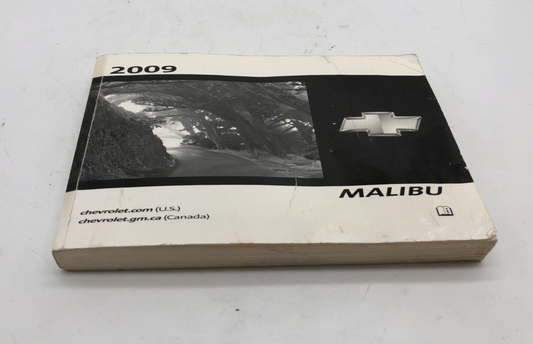 2009
MALIBU
chevrolet.com (U.S.)
chevrolet.gm.ca (Canada)